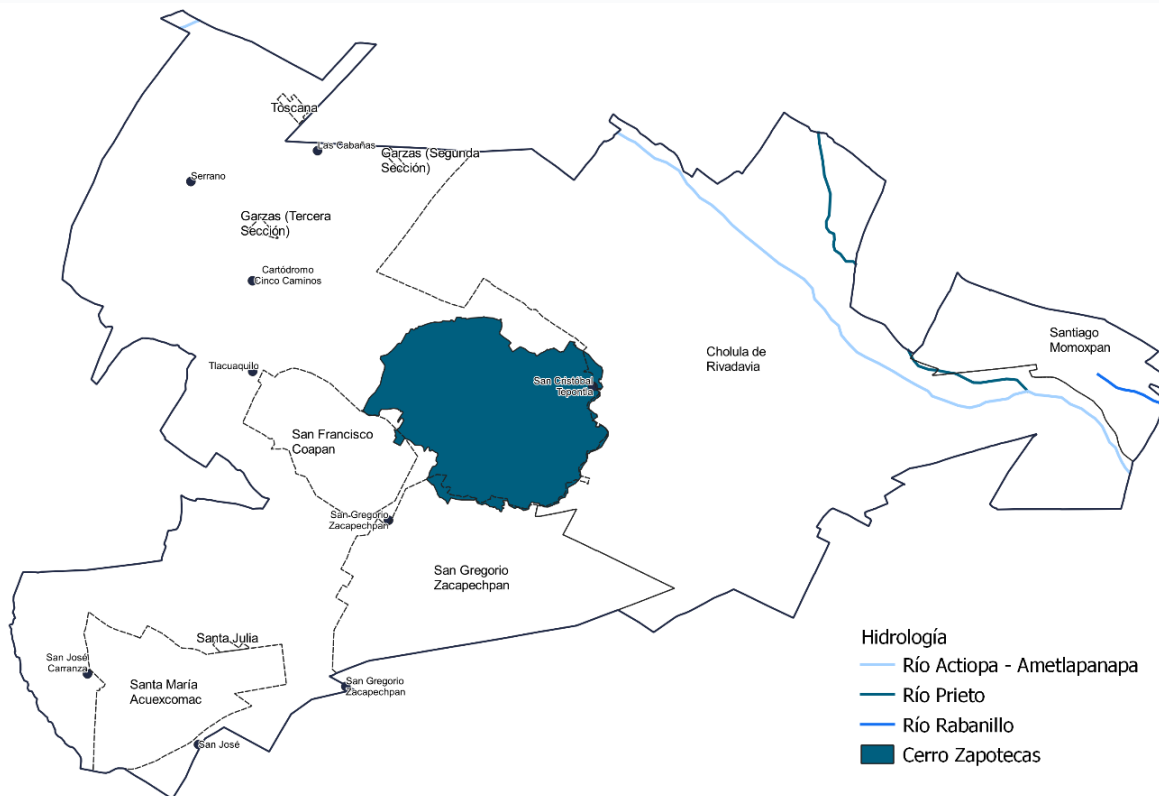 Toscana
Las Cabañas
Garzas (Segunda
Sección)
Serrano
Garzas (Tercera
Sección)
Cartódromo
Cinco Caminos
Tlacuaquilo
San Francisco
Coapan
San Cristóbal
Tepontla
Cholula de
Rivadavia
Santiago
Momoxpan
San Gregorio
Zacapechpan
San Gregorio
Zacapechpan
Santa Julia
San José
Carranza
Santa María
Acuexcomac
San Gregorio
Zacapechpan
San José
Hidrología
Río Actiopa - Ametlapanapa
Río Prieto
Río Rabanillo
Cerro Zapotecas